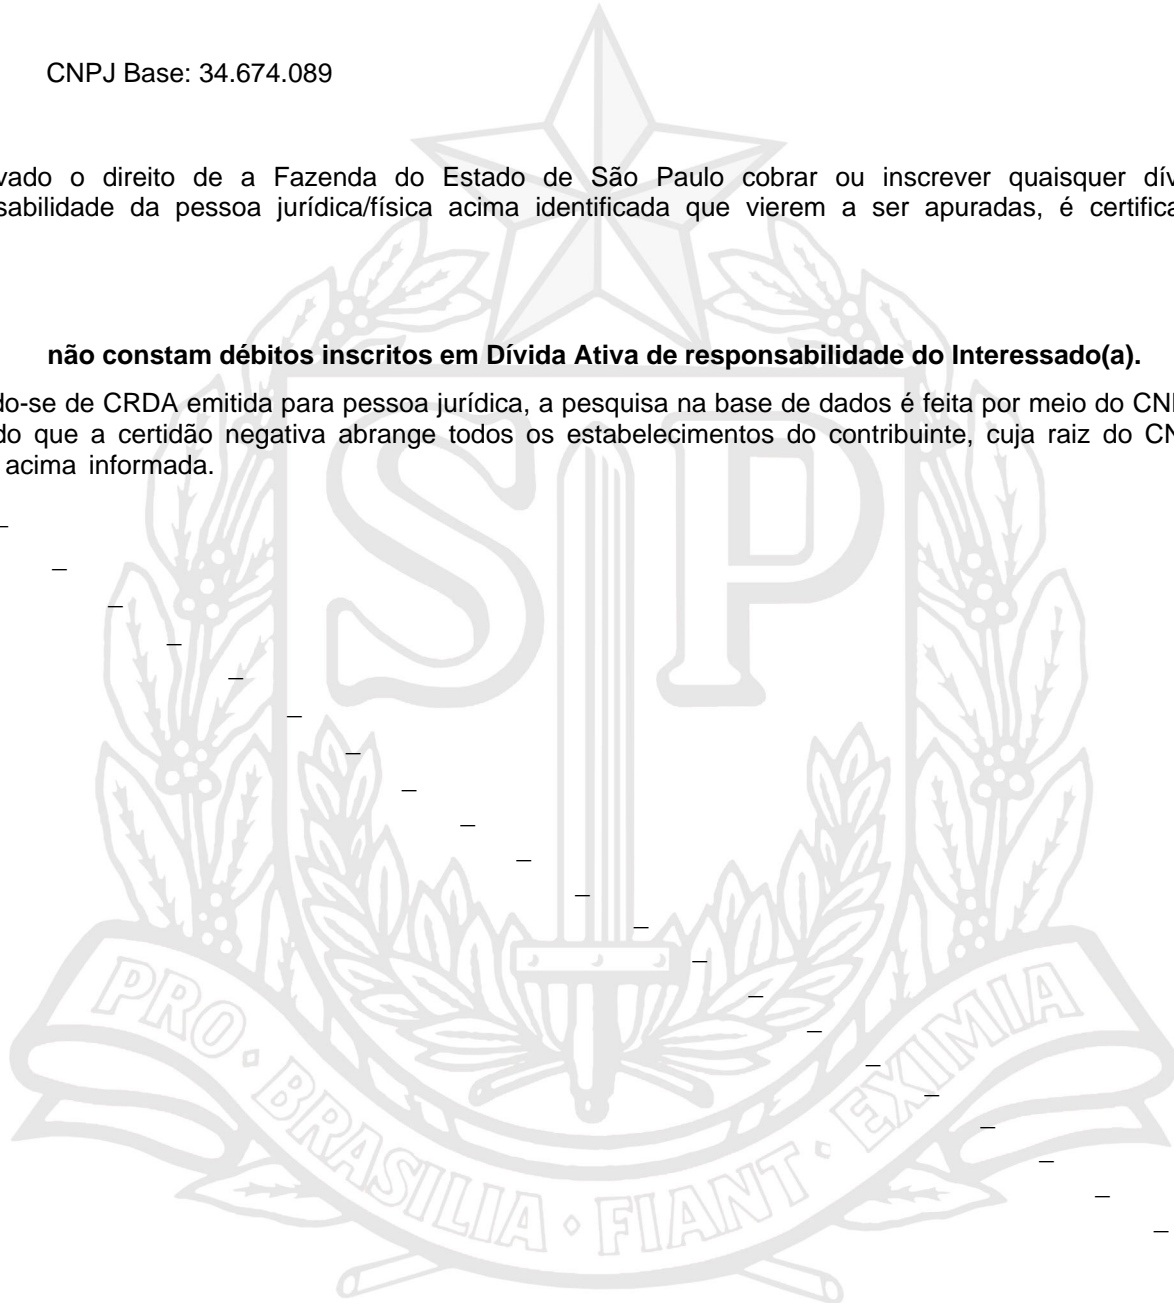 CNPJ Base: 34.674.089
vado o direito de a Fazenda do Estado de São Paulo cobrar ou inscrever quaisquer dív
sabilidade da pessoa jurídica/física acima identificada que vierem a ser apuradas, é certifica
não constam débitos inscritos em Dívida Ativa de responsabilidade do Interessado(a).
do-se de CRDA emitida para pessoa jurídica, a pesquisa na base de dados é feita por meio do CN
do que a certidão negativa abrange todos os estabelecimentos do contribuinte, cuja raiz do CN
acima informada.
SP
PRO · BRASILIA · FIANT · EXIMIA